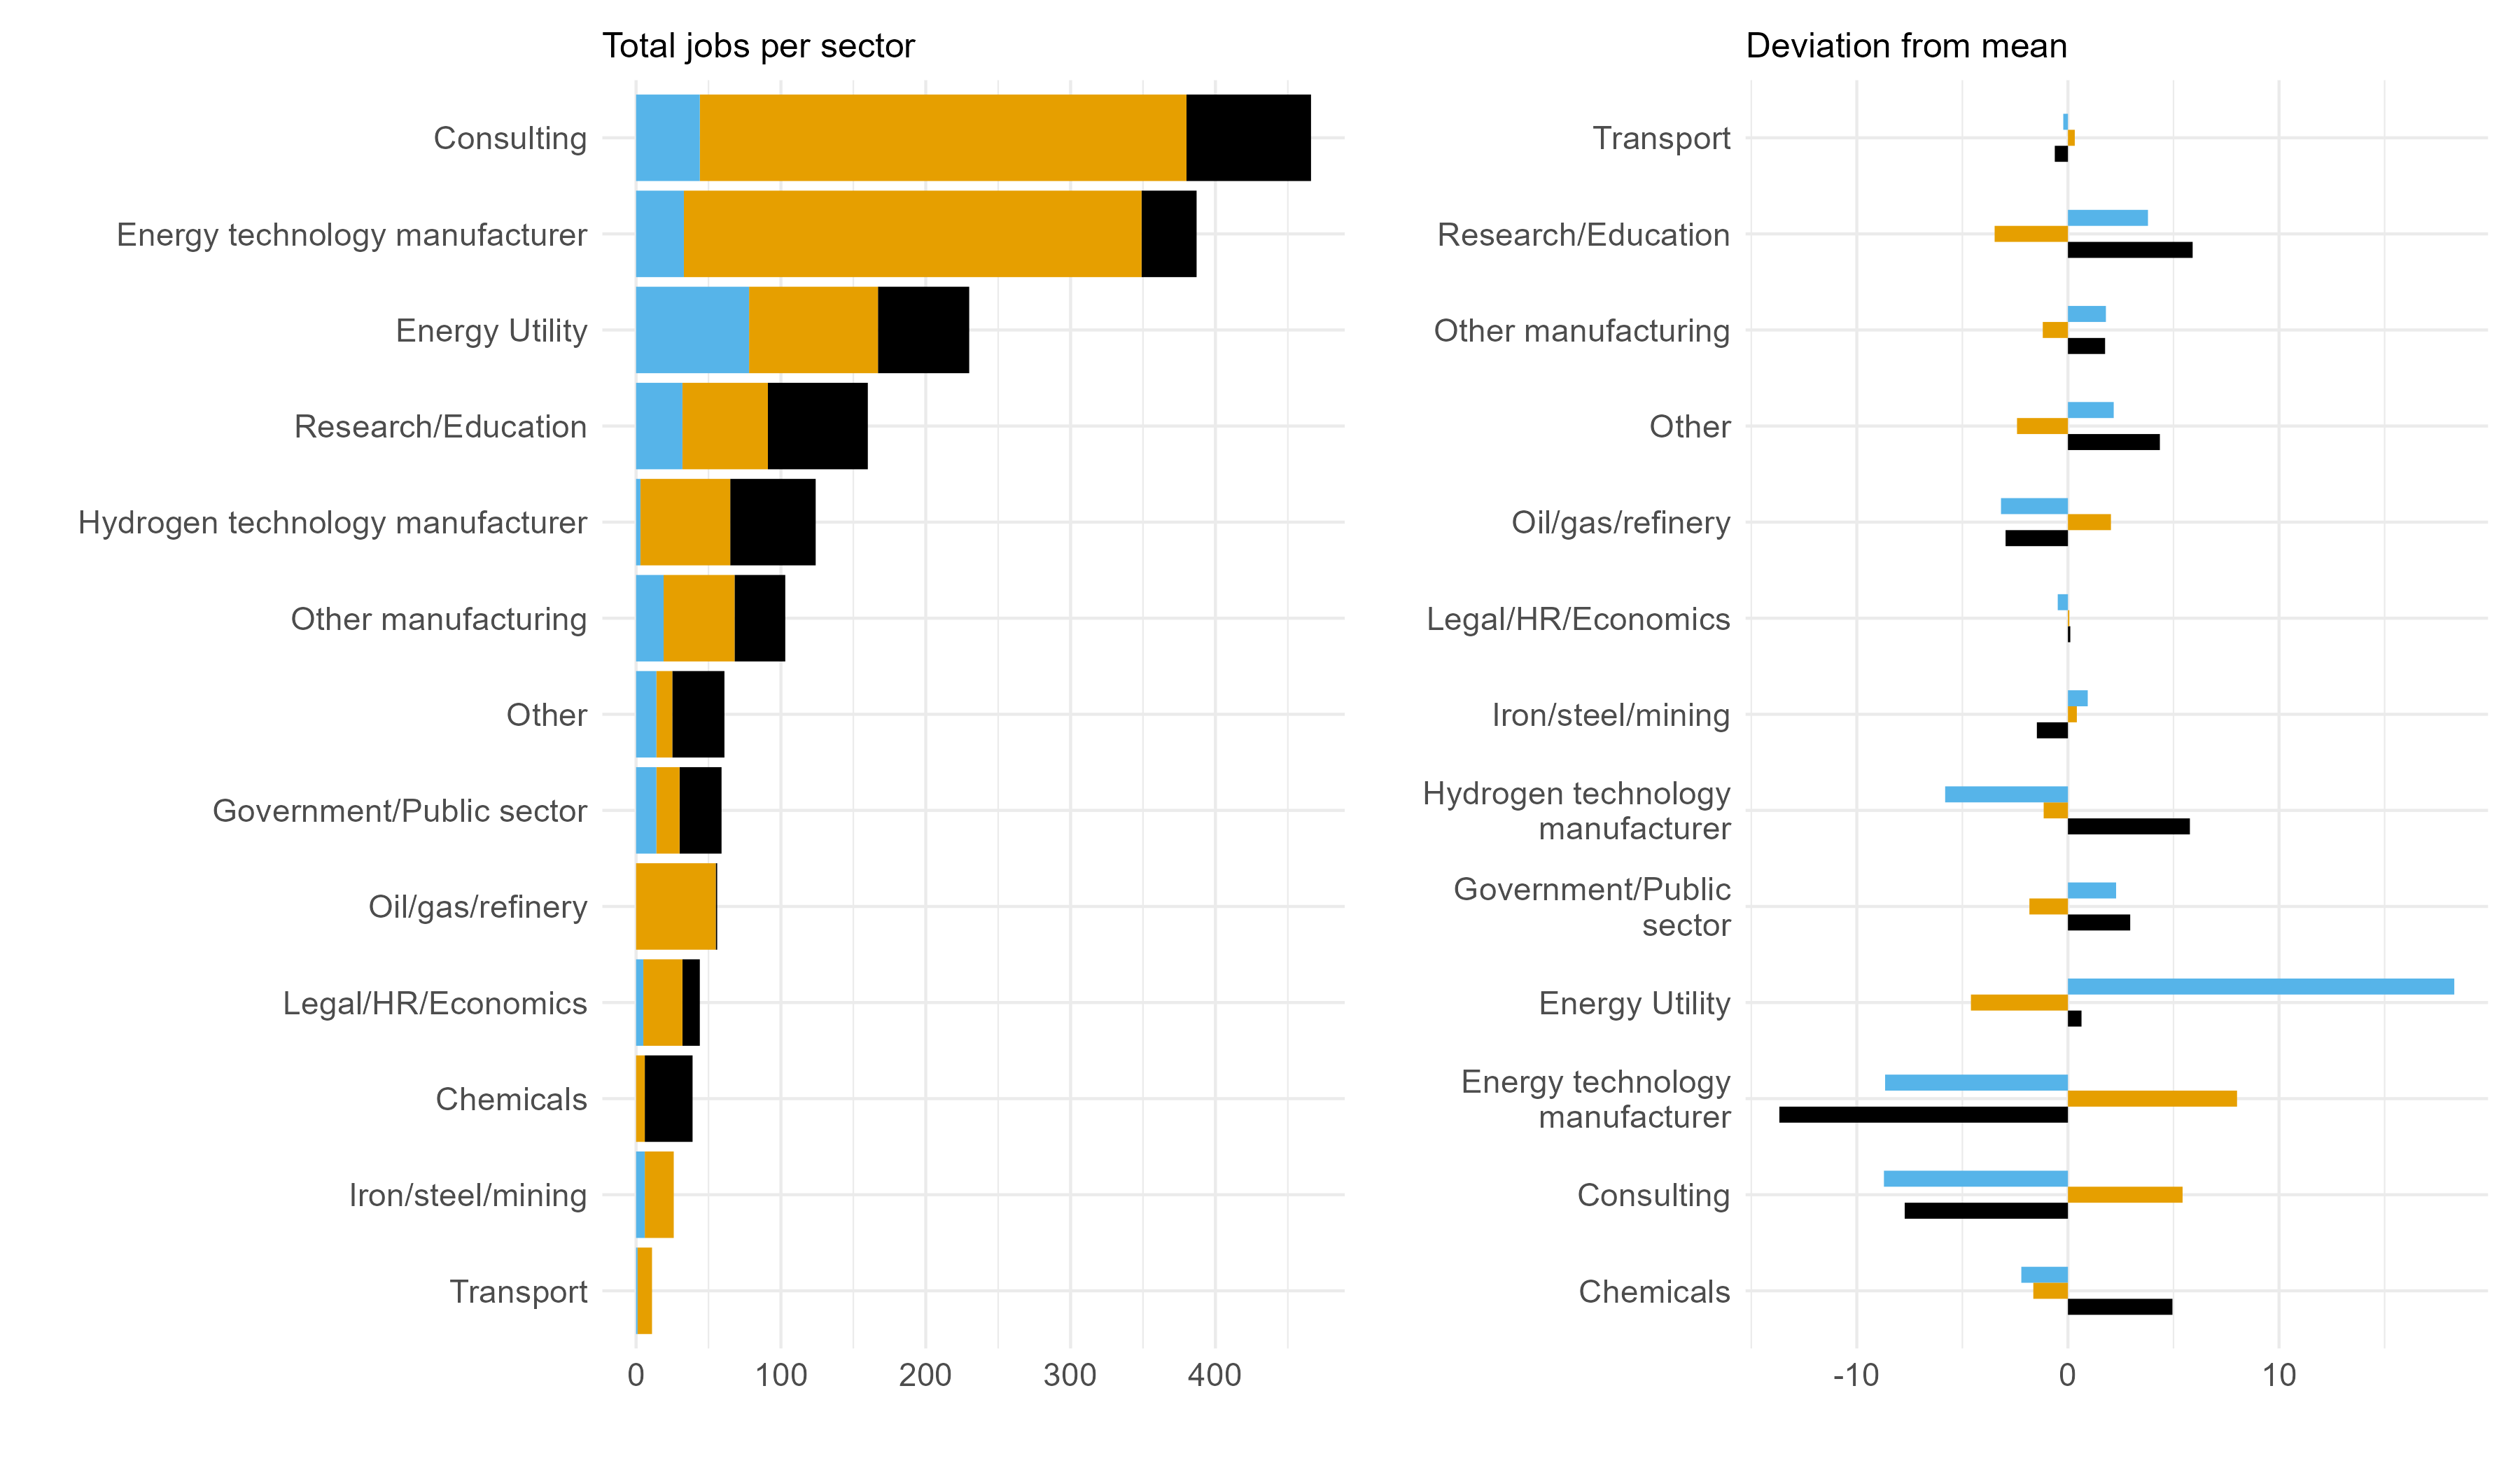 Total jobs per sector
Consulting
Energy technology manufacturer
Energy Utility
Research/Education
Hydrogen technology manufacturer
Other manufacturing
Other
Government/Public sector
Oil/gas/refinery
Legal/HR/Economics
Chemicals
Iron/steel/mining
Transport
0 100 200 300 400
Deviation from mean
Transport
Research/Education
Other manufacturing
Other
Oil/gas/refinery
Legal/HR/Economics
Iron/steel/mining
Hydrogen technology
manufacturer
Government/Public
sector
Energy Utility
Energy technology
manufacturer
Consulting
Chemicals
-10 0 10